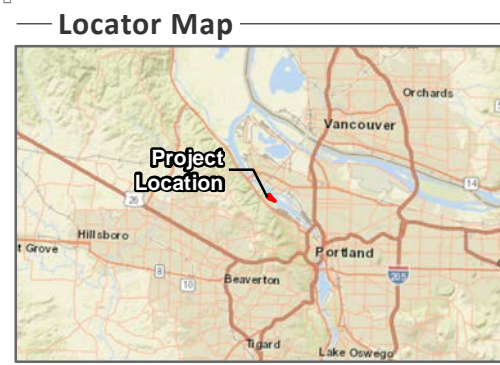 Locator Map
Orchards
Vancouver
Project
Location
14
26
Hillsboro
t Grove
Portland
8
205
10
Beaverton
Tigard
Lake Oswego